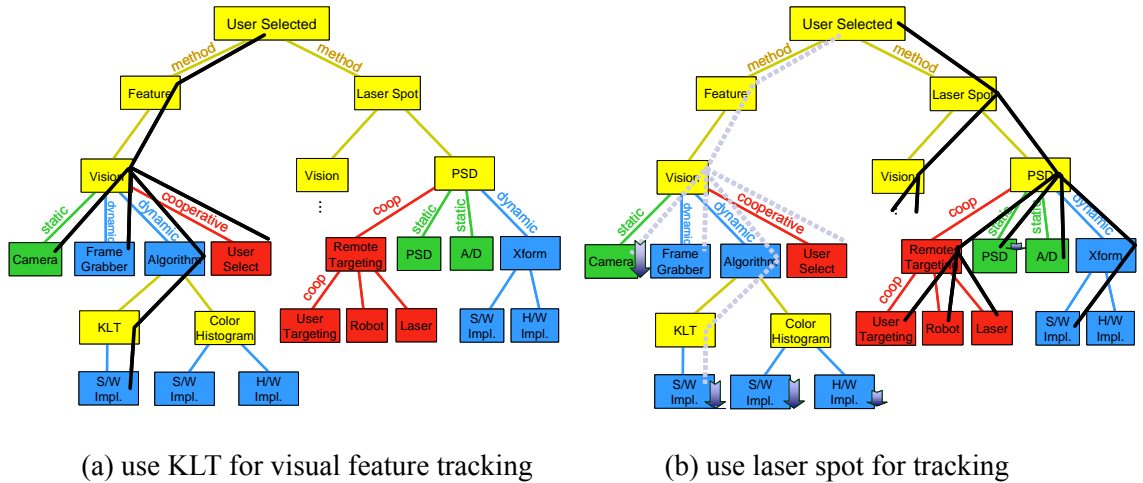 User Selected
method
method
Feature
Laser Spot
Vision
Vision
PSD
⋮
static
dynamic
dynamic
cooperative
coop
static
static
dynamic
Camera
Frame
Grabber
Algorithm
User
Select
Remote
Targeting
PSD
A/D
Xform
coop
KLT
Color
Histogram
User
Targeting
Robot
Laser
S/W
Impl.
H/W
Impl.
S/W
Impl.
S/W
Impl.
H/W
Impl.
(a) use KLT for visual feature tracking
User Selected
method
method
Feature
Laser Spot
Vision
Vision
PSD
static
dynamic
dynamic
cooperative
coop
static
static
dynamic
Camera
Frame
Grabber
Algorithm
User
Select
Remote
Targeting
PSD
A/D
Xform
coop
KLT
Color
Histogram
User
Targeting
Robot
Laser
S/W
Impl.
H/W
Impl.
S/W
Impl.
S/W
Impl.
H/W
Impl.
(b) use laser spot for tracking